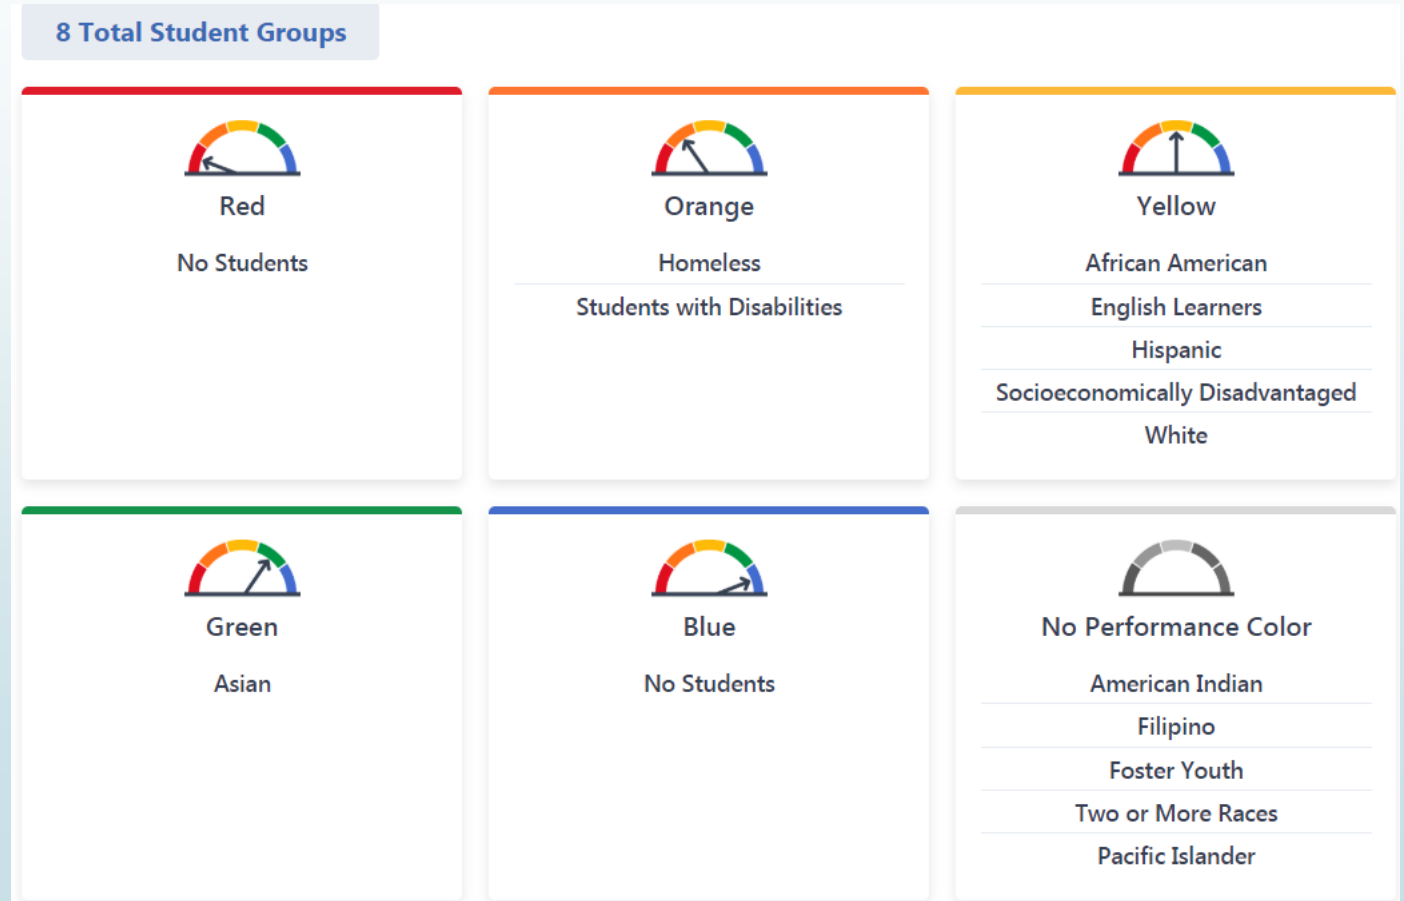 8 Total Student Groups
Red
No Students
Orange
Homeless
Students with Disabilities
Yellow
African American
English Learners
Hispanic
Socioeconomically Disadvantaged
White
Green
Asian
Blue
No Students
No Performance Color
American Indian
Filipino
Foster Youth
Two or More Races
Pacific Islander